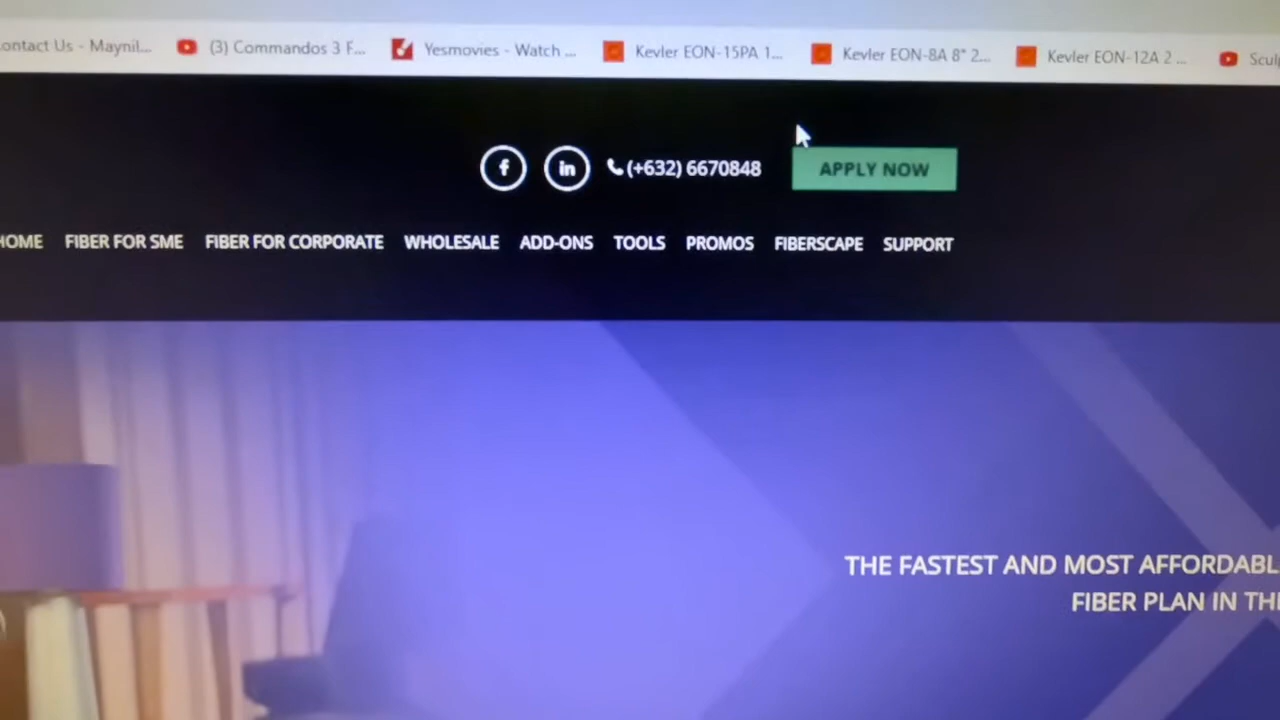 ontact Us - Maynil...
(3) Commandos 3 F...
Yesmovies - Watch ...
Kevler EON-15PA 1...
Kevler EON-8A 8" 2...
Kevler EON-12A 2 ...
Scul
f
in
(+632) 6670848
APPLY NOW
HOME FIBER FOR SME FIBER FOR CORPORATE WHOLESALE ADD-ONS TOOLS PROMOS FIBERSCAPE SUPPORT
THE FASTEST AND MOST AFFORDABL
FIBER PLAN IN TH